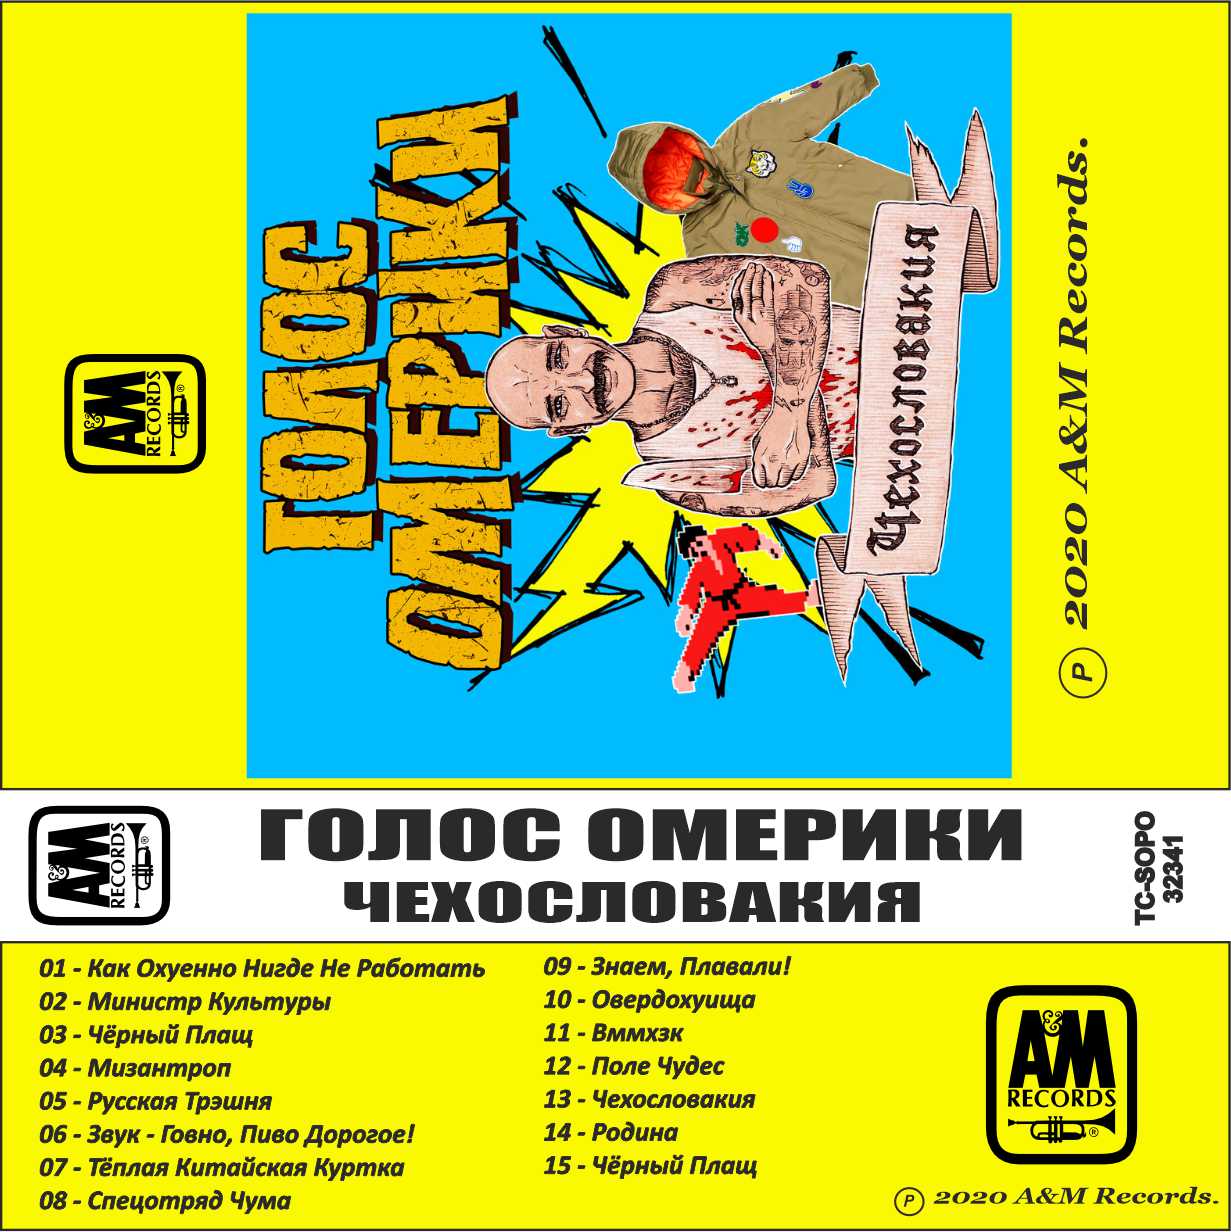 ГОЛОС
ОМЕРИКИ
Чехословакия
A&M
RECORDS
®
P 2020 A&M Records.
A&M
RECORDS
®
ГОЛОС ОМЕРИКИ
ЧЕХОСЛОВАКИЯ
TC-SOPO
32341
01 - Как Охуенно Нигде Не Работать
02 - Министр Культуры
03 - Чёрный Плащ
04 - Мизантроп
05 - Русская Трэшня
06 - Звук - Говно, Пиво Дорогое!
07 - Тёплая Китайская Куртка
08 - Спецотряд Чума
09 - Знаем, Плавали!
10 - Овердохуища
11 - Вммхзк
12 - Поле Чудес
13 - Чехословакия
14 - Родина
15 - Чёрный Плащ
A&M
RECORDS
®
P 2020 A&M Records.